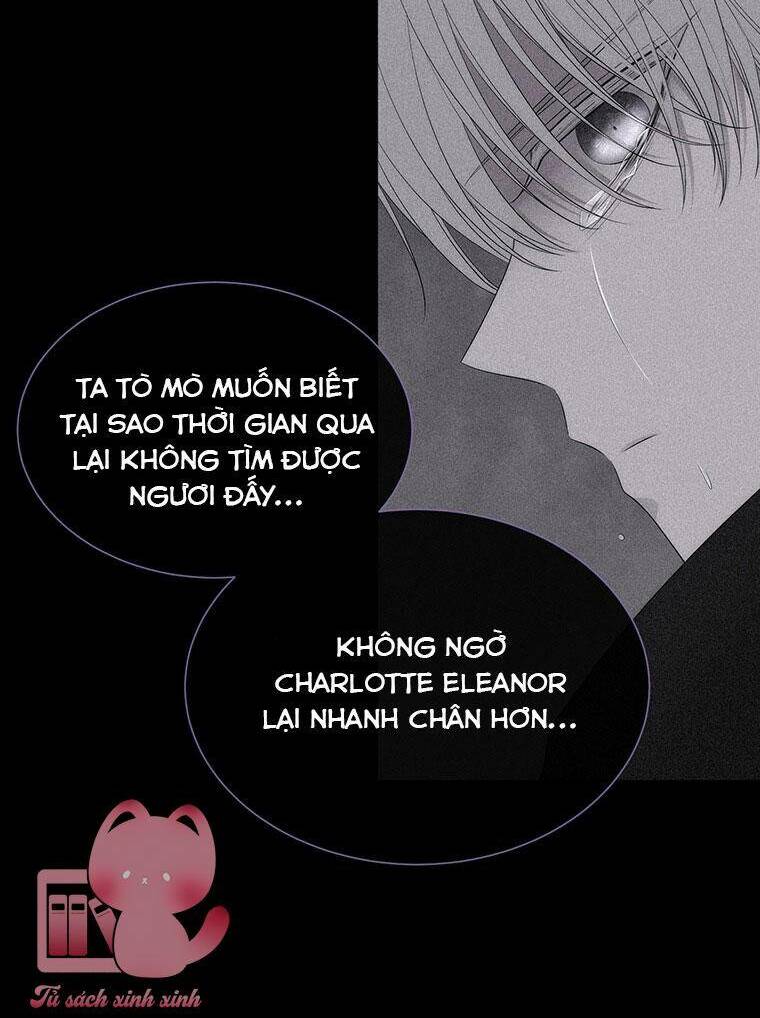 TA TÒ MÒ MUỐN BIẾT
TẠI SAO THỜI GIAN QUA
LẠI KHÔNG TÌM ĐƯỢC
NGƯƠI ĐẤY...
KHÔNG NGỜ
CHARLOTTE ELEANOR
LẠI NHANH CHÂN HƠN...
Tủ sách xinh xinh